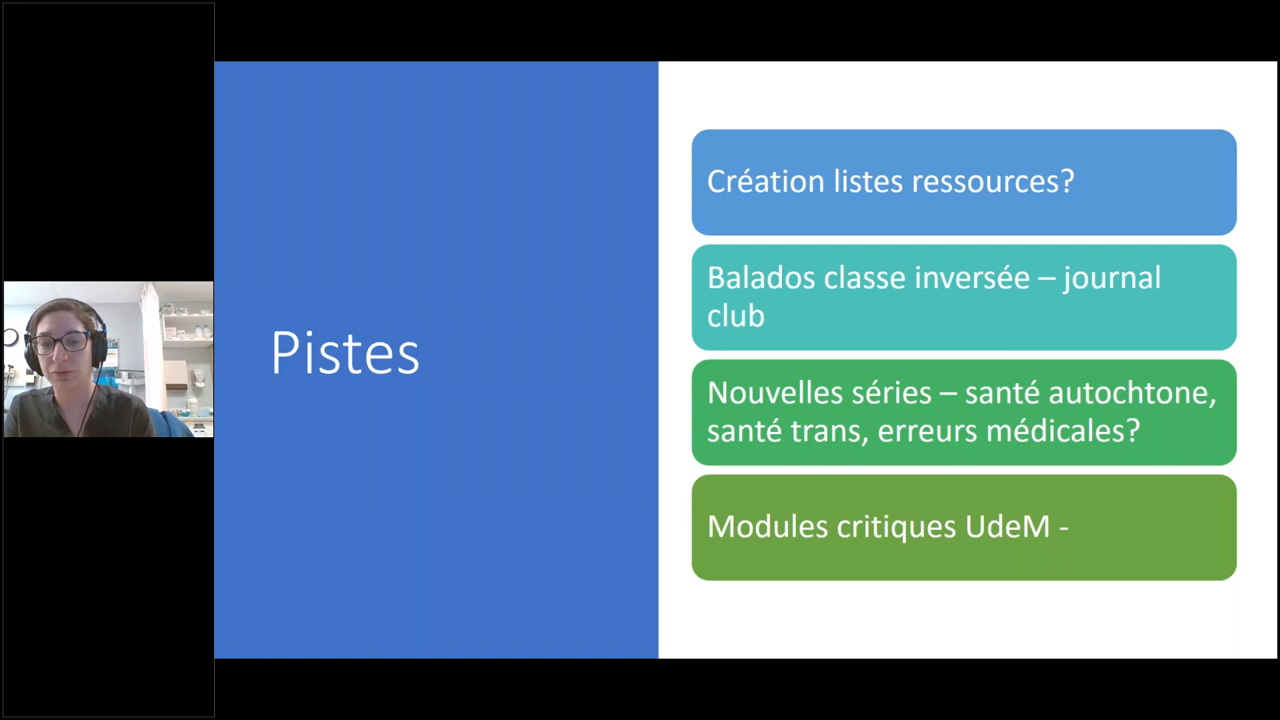 Pistes
Création listes ressources?
Balados classe inversée – journal
club
Nouvelles séries – santé autochtone,
santé trans, erreurs médicales?
Modules critiques UdeM -